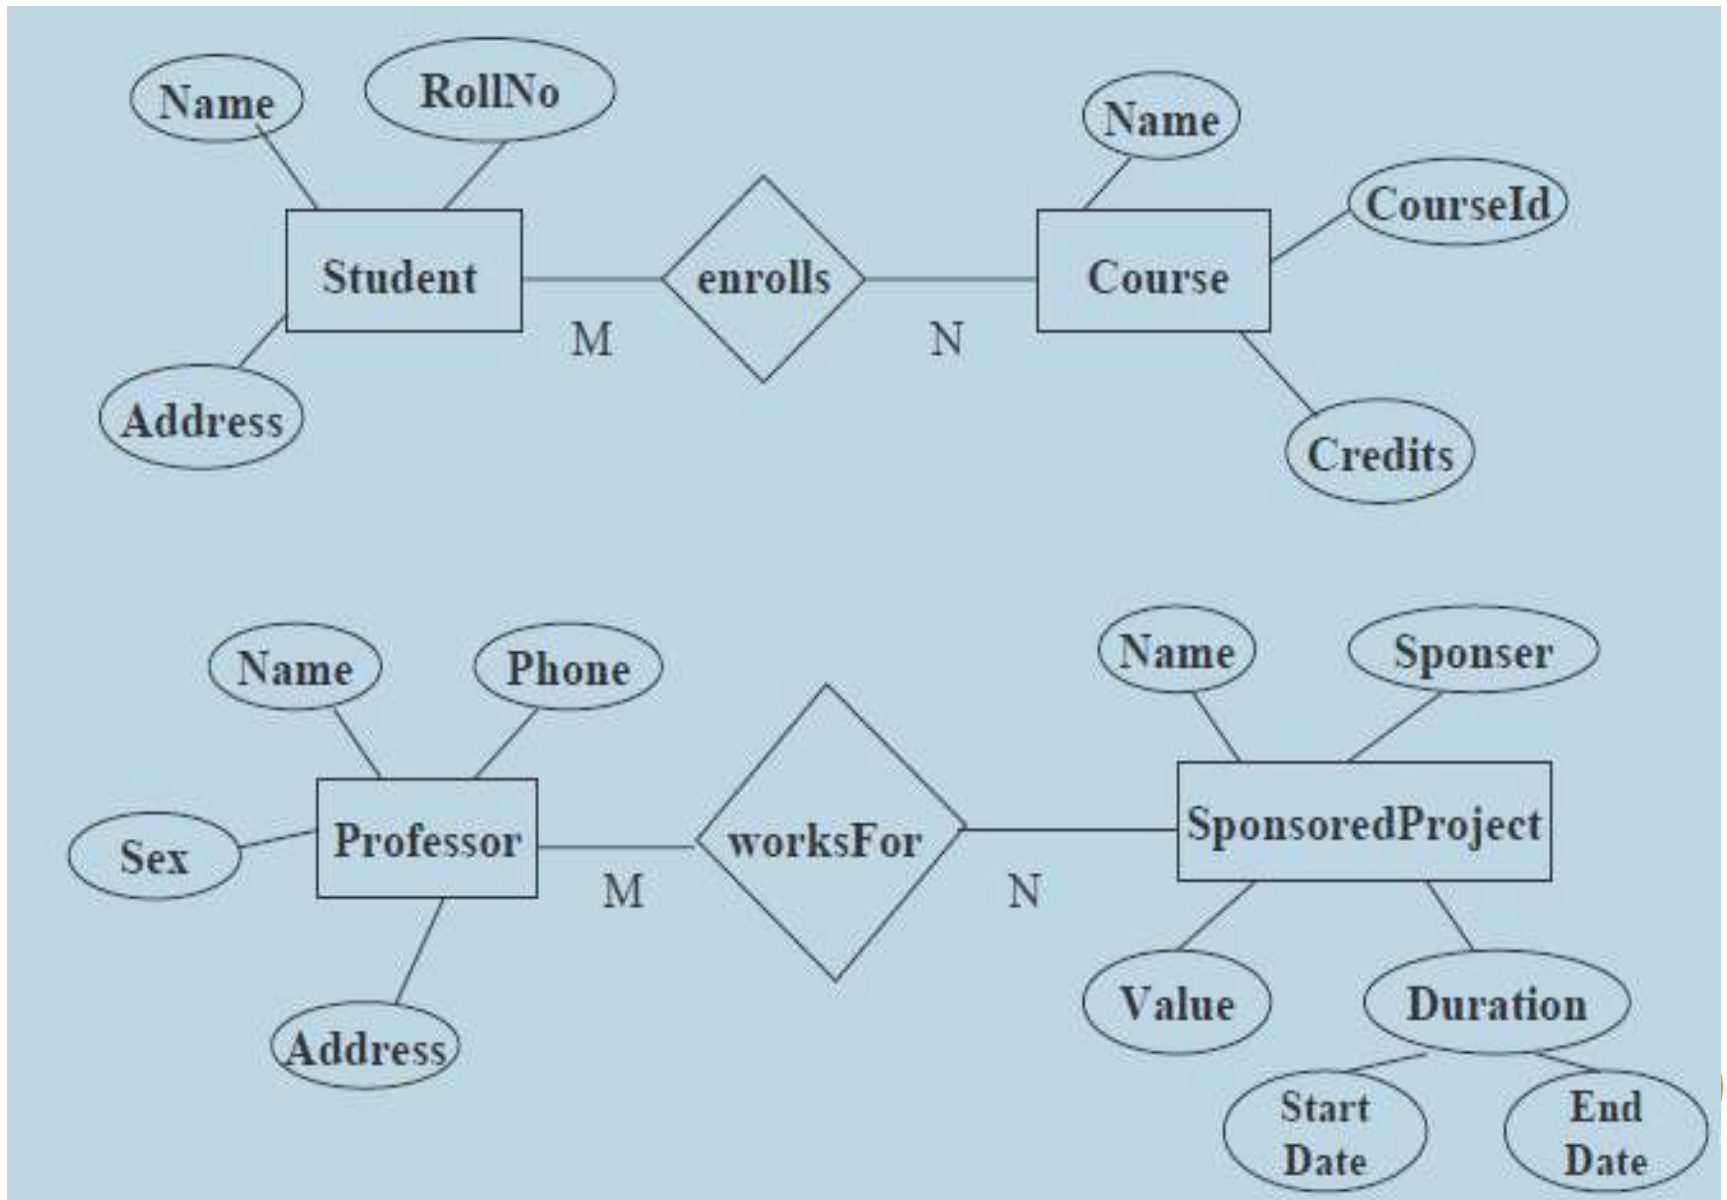 Name
RollNo
Name
CourseId
Student
enrolls
Course
M
N
Address
Credits
Name
Phone
Name
Sponser
Sex
Professor
worksFor
SponsoredProject
M
N
Value
Duration
Address
Start
Date
End
Date